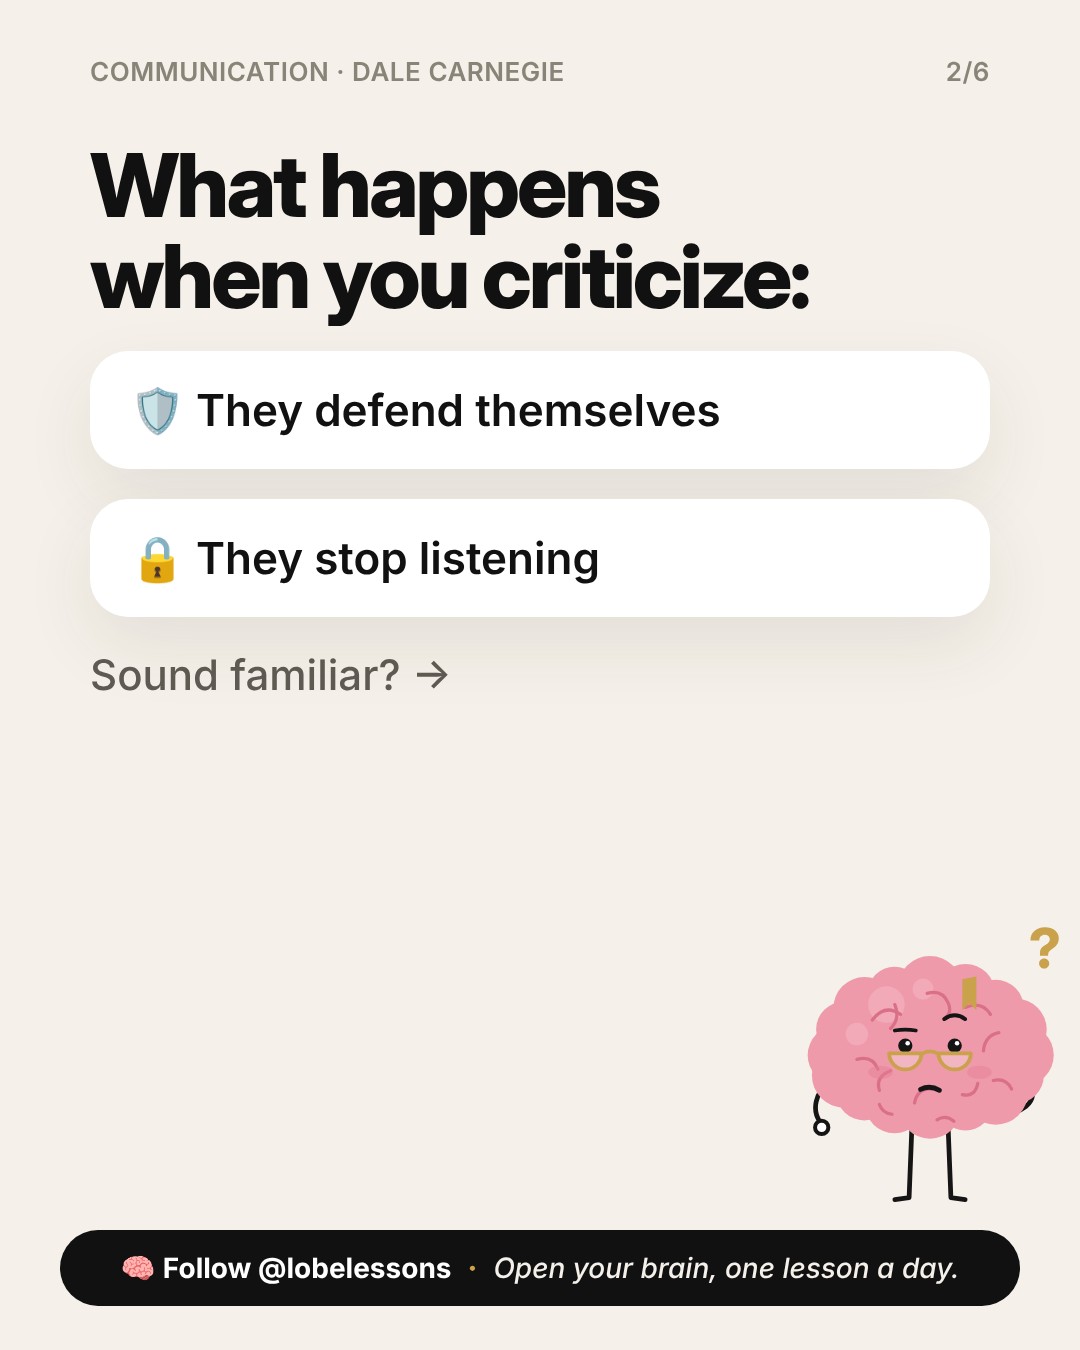 COMMUNICATION · DALE CARNEGIE 2/6
What happens
when you criticize:
🛡️ They defend themselves
🔒 They stop listening
Sound familiar? →
?
🧠 Follow @lobelessons · Open your brain, one lesson a day.